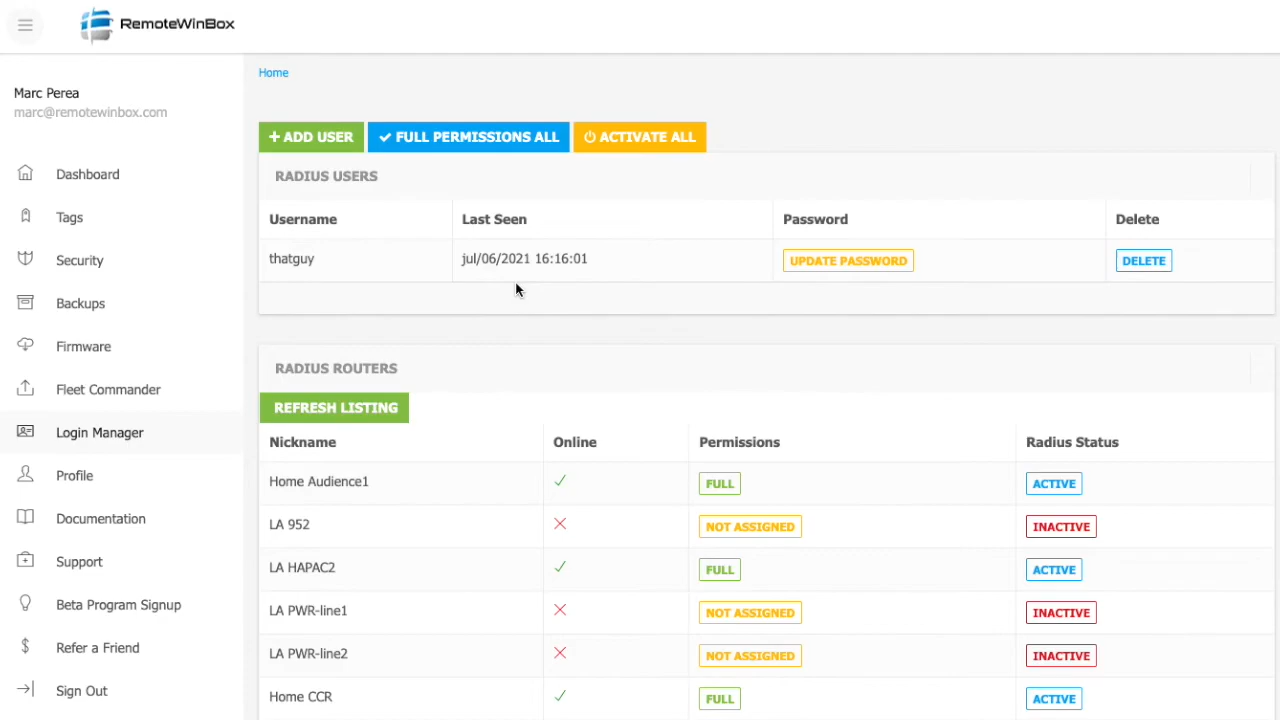 RemoteWinBox
Marc Perea
marc@remotewinbox.com
Dashboard
Tags
Security
Backups
Firmware
Fleet Commander
Login Manager
Profile
Documentation
Support
Beta Program Signup
Refer a Friend
Sign Out
Home
ADD USER FULL PERMISSIONS ALL ACTIVATE ALL
RADIUS USERS
Username Last Seen Password Delete
thatguy jul/06/2021 16:16:01 UPDATE PASSWORD DELETE
RADIUS ROUTERS
REFRESH LISTING
Nickname Online Permissions Radius Status
Home Audience1 FULL ACTIVE
LA 952 NOT ASSIGNED INACTIVE
LA HAPAC2 FULL ACTIVE
LA PWR-line1 NOT ASSIGNED INACTIVE
LA PWR-line2 NOT ASSIGNED INACTIVE
Home CCR FULL ACTIVE